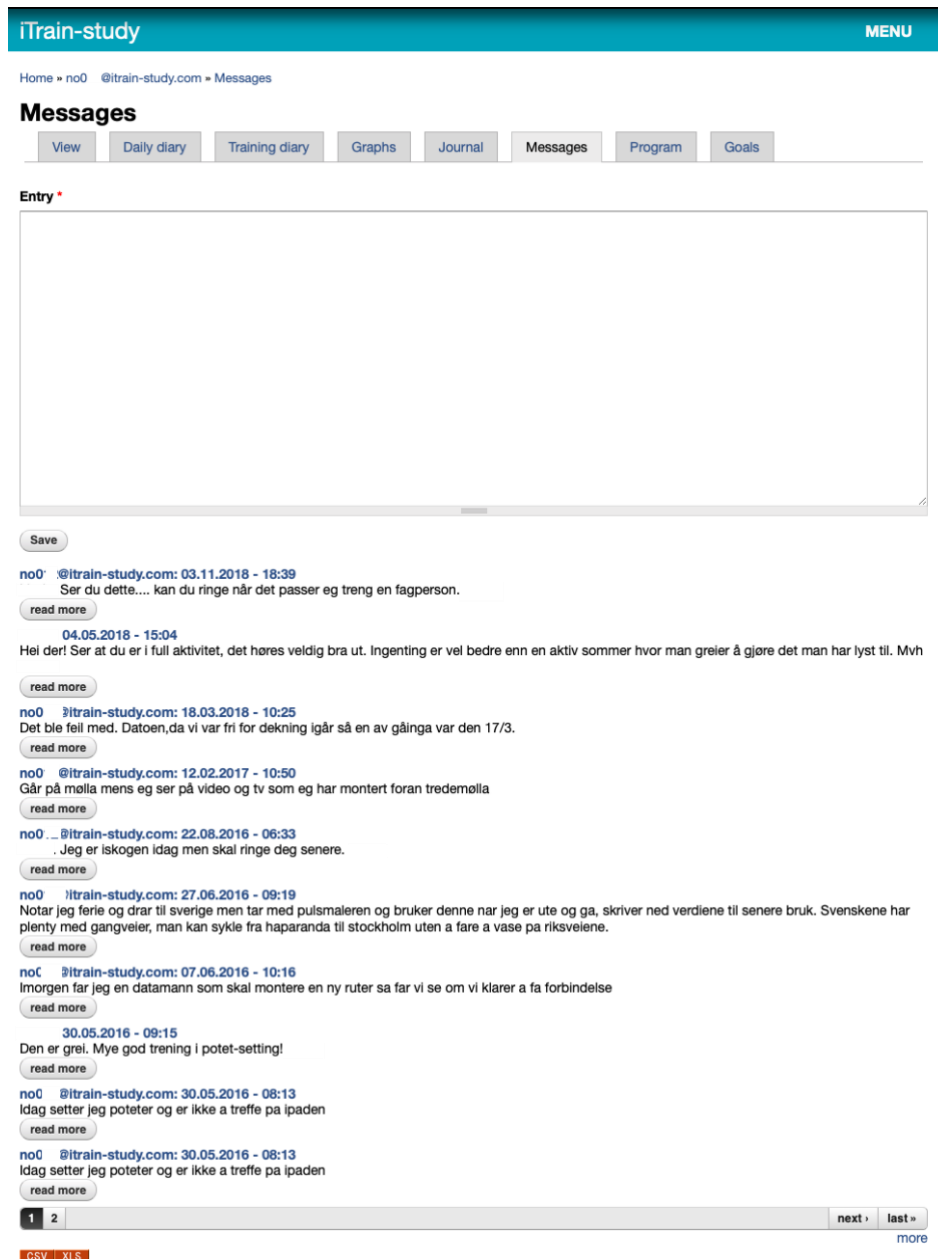 iTrain-study
MENU
Home » no0 @itrain-study.com » Messages
Messages
View
Daily diary
Training diary
Graphs
Journal
Messages
Program
Goals
Entry *
Save
no0 @itrain-study.com: 03.11.2018 - 18:39
Ser du dette.... kan du ringe når det passer eg treng en fagperson.
read more
04.05.2018 - 15:04
Hei der! Ser at du er i full aktivitet, det høres veldig bra ut. Ingenting er vel bedre enn en aktiv sommer hvor man greier å gjøre det man har lyst til. Mvh
read more
no0 itrain-study.com: 18.03.2018 - 10:25
Det ble feil med. Datoen,da vi var fri for dekning igår så en av gåinga var den 17/3.
read more
no0 @itrain-study.com: 12.02.2017 - 10:50
Går på mølla mens eg ser på video og tv som eg har montert foran tredemølla
read more
no0 itrain-study.com: 22.08.2016 - 06:33
. Jeg er iskogen idag men skal ringe deg senere.
read more
no0 itrain-study.com: 27.06.2016 - 09:19
Notar jeg ferie og drar til sverige men tar med pulsmaleren og bruker denne nar jeg er ute og ga, skriver ned verdiene til senere bruk. Svenskene har
plenty med gangveier, man kan sykle fra haparanda til stockholm uten a fare a vase pa riksveiene.
read more
no itrain-study.com: 07.06.2016 - 10:16
Imorgen far jeg en datamann som skal montere en ny ruter sa far vi se om vi klarer a fa forbindelse
read more
30.05.2016 - 09:15
Den er grei. Mye god trening i potet-setting!
read more
no0 @itrain-study.com: 30.05.2016 - 08:13
Idag setter jeg poteter og er ikke a treffe pa ipaden
read more
no0 @itrain-study.com: 30.05.2016 - 08:13
Idag setter jeg poteter og er ikke a treffe pa ipaden
read more
1 2 next › last »
more
CSV XLS